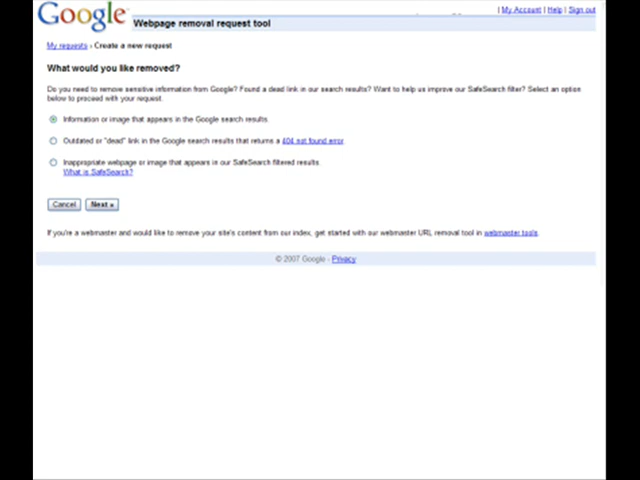 Google
Webpage removal request tool
| My Account | Help | Sign out
My requests › Create a new request
What would you like removed?
Do you need to remove sensitive information from Google? Found a dead link in our search results? Want to help us improve our SafeSearch filter? Select an option
below to proceed with your request.
Information or image that appears in the Google search results.
Outdated or "dead" link in the Google search results that returns a 404 not found error.
Inappropriate webpage or image that appears in our SafeSearch filtered results.
What is SafeSearch?
Cancel Next »
If you're a webmaster and would like to remove your site's content from our index, get started with our webmaster URL removal tool in webmaster tools.
© 2007 Google - Privacy